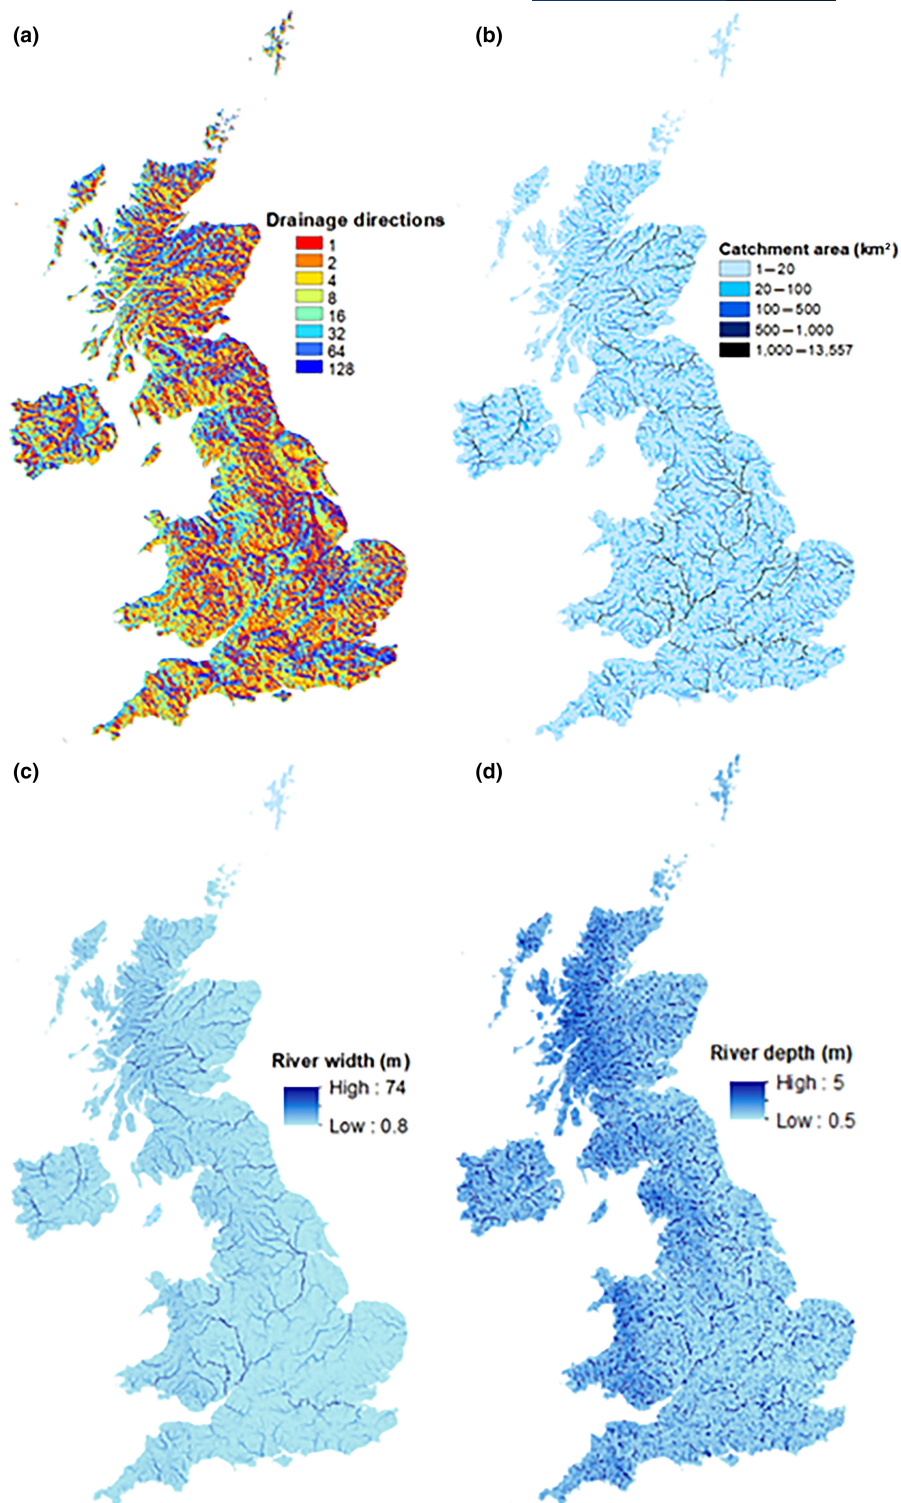 (a)
(b)
Drainage directions
1
2
4
8
16
32
64
128
Catchment area (km²)
1–20
20–100
100–500
500–1,000
1,000–13,557
(c)
(d)
River width (m)
High : 74
Low : 0.8
River depth (m)
High : 5
Low : 0.5